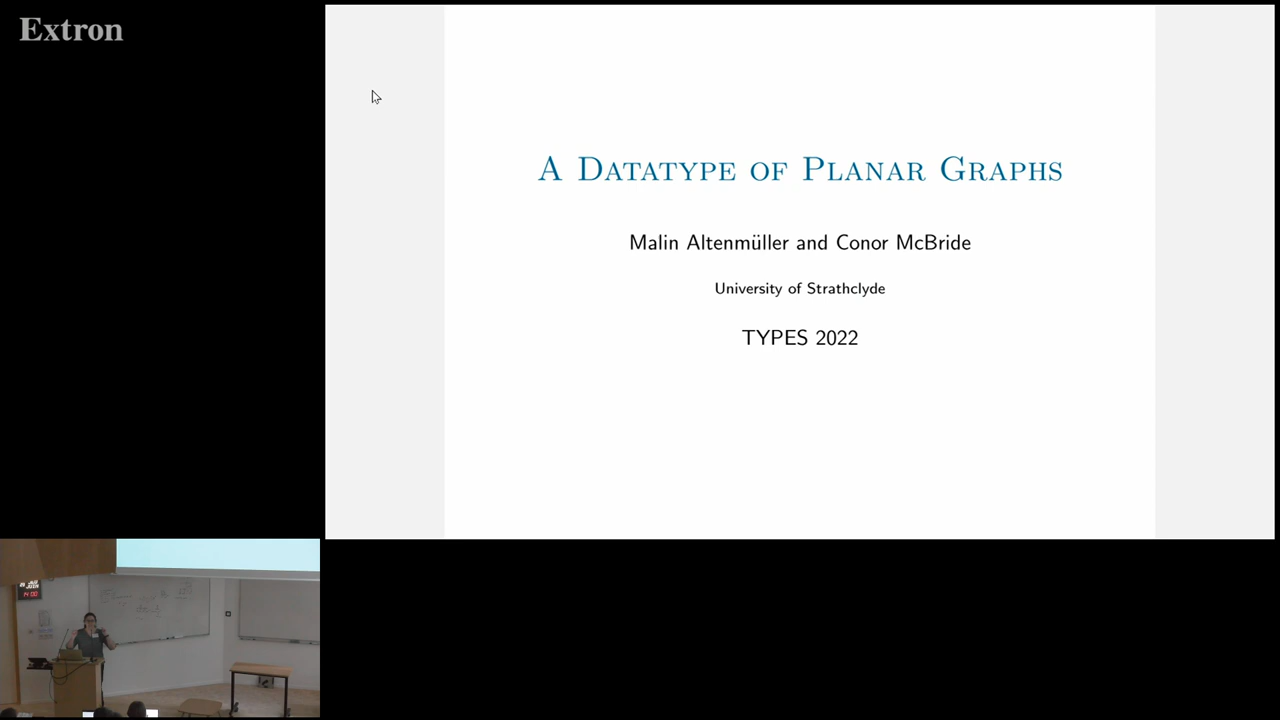 Extron
A Datatype of Planar Graphs
Malin Altenmüller and Conor McBride
University of Strathclyde
TYPES 2022